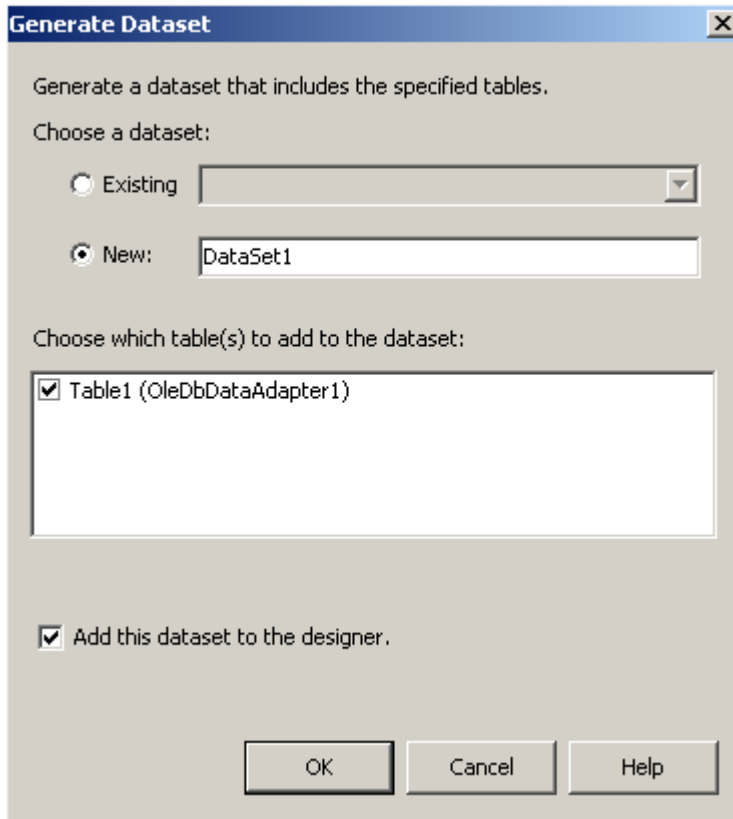 Generate Dataset
Generate a dataset that includes the specified tables.
Choose a dataset:
Existing
New: DataSet1
Choose which table(s) to add to the dataset:
Table1 (OleDbDataAdapter1)
Add this dataset to the designer.
OK Cancel Help